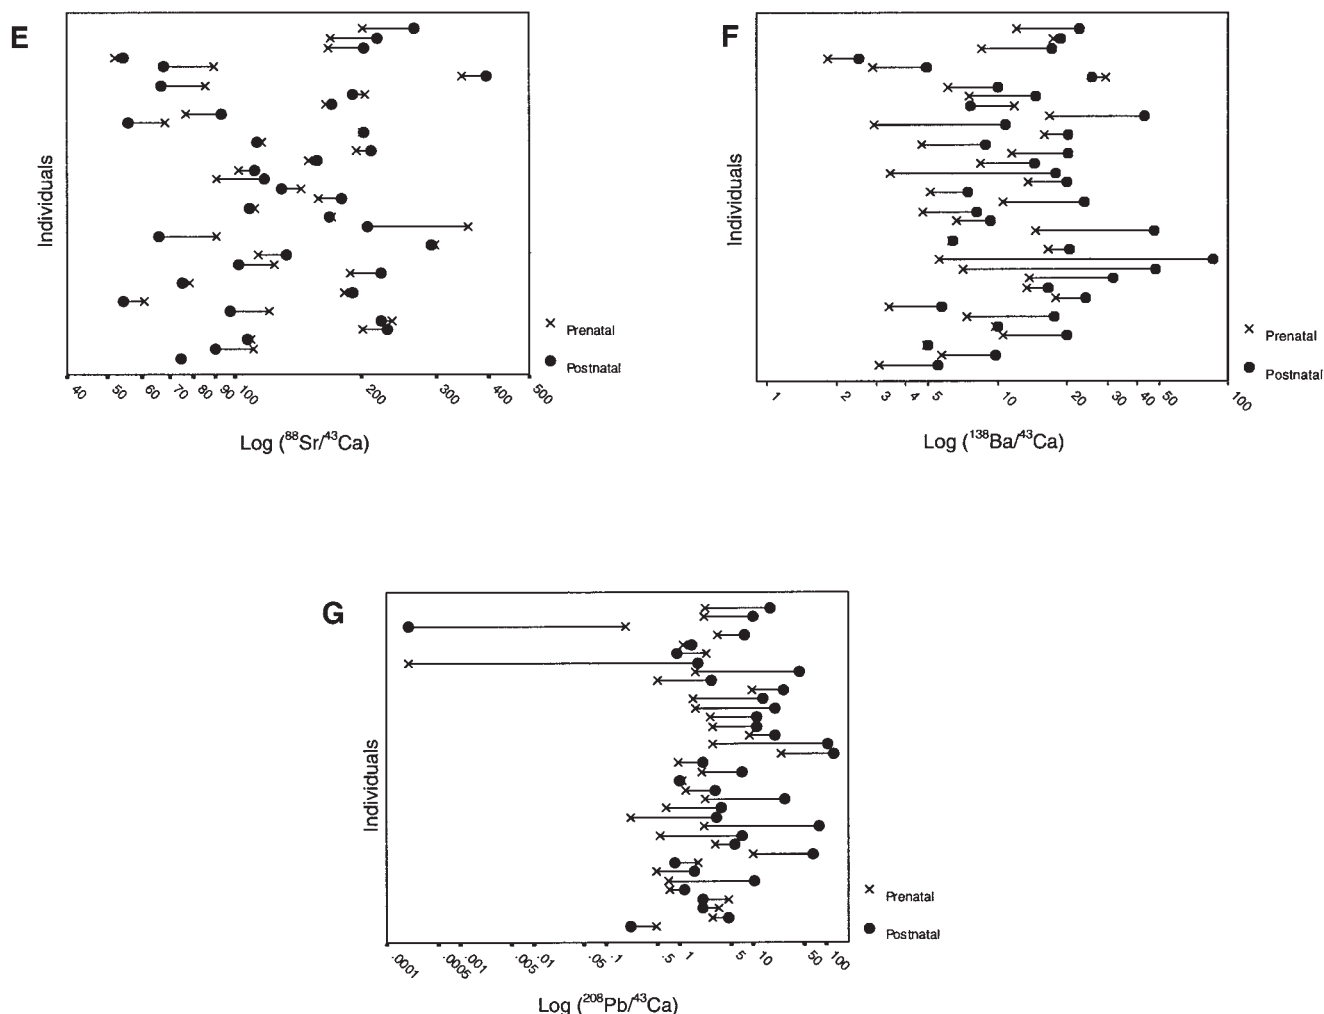 E
Individuals
× Prenatal
● Postnatal
40 50 60 70 80 90 100 200 300 400 500
Log (⁸⁸Sr/⁴³Ca)
F
Individuals
× Prenatal
● Postnatal
1 2 3 4 5 10 20 30 40 50 100
Log (¹³⁸Ba/⁴³Ca)
G
Individuals
× Prenatal
● Postnatal
.0001 .0005 .001 .005 .01 .05 .1 .5 1 5 10 50 100
Log (²⁰⁸Pb/⁴³Ca)